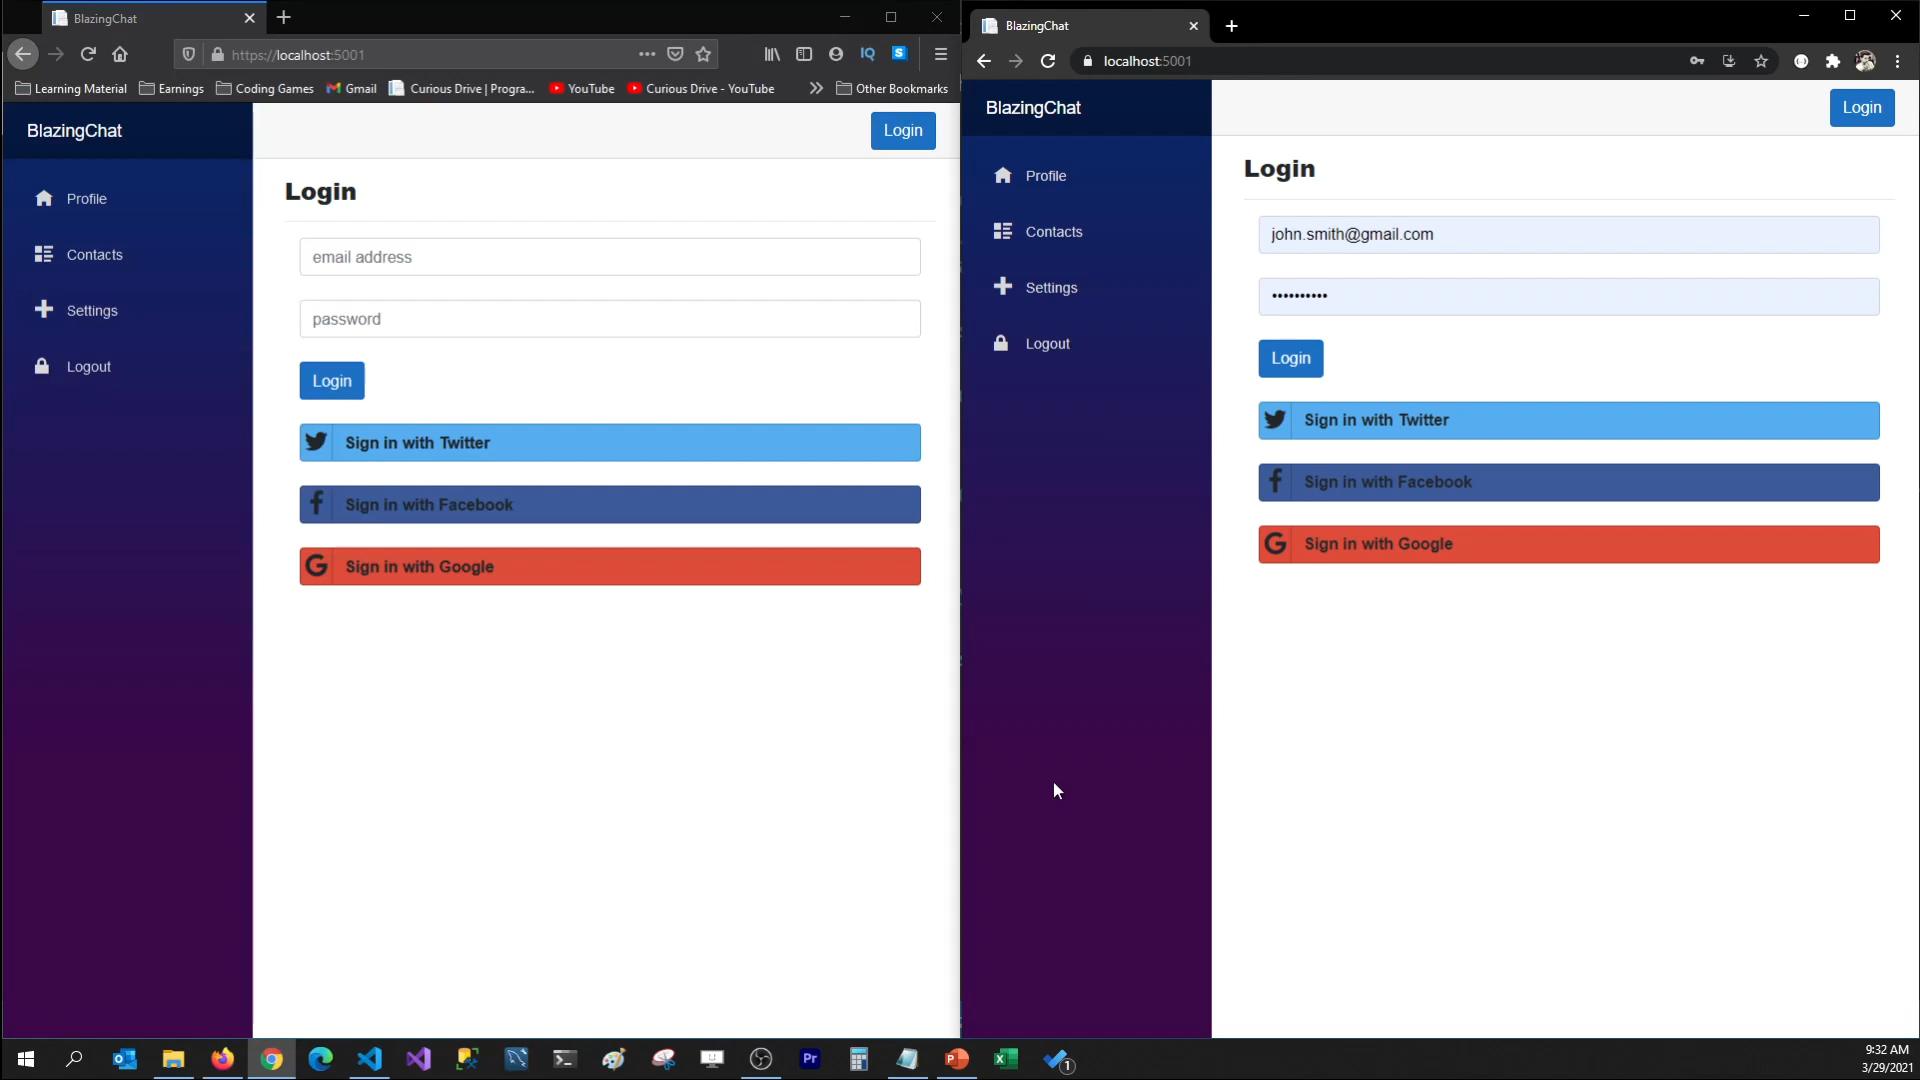 BlazingChat
https://localhost:5001
IQ
S
Learning Material
Earnings
Coding Games
Gmail
Curious Drive | Progra...
YouTube
Curious Drive - YouTube
Other Bookmarks
BlazingChat
Login
Profile
Contacts
Settings
Logout
Login
email address
password
Login
Sign in with Twitter
Sign in with Facebook
Sign in with Google
BlazingChat
localhost:5001
BlazingChat
Login
Profile
Contacts
Settings
Logout
Login
john.smith@gmail.com
••••••••••
Login
Sign in with Twitter
Sign in with Facebook
Sign in with Google
Pr
1
9:32 AM
3/29/2021